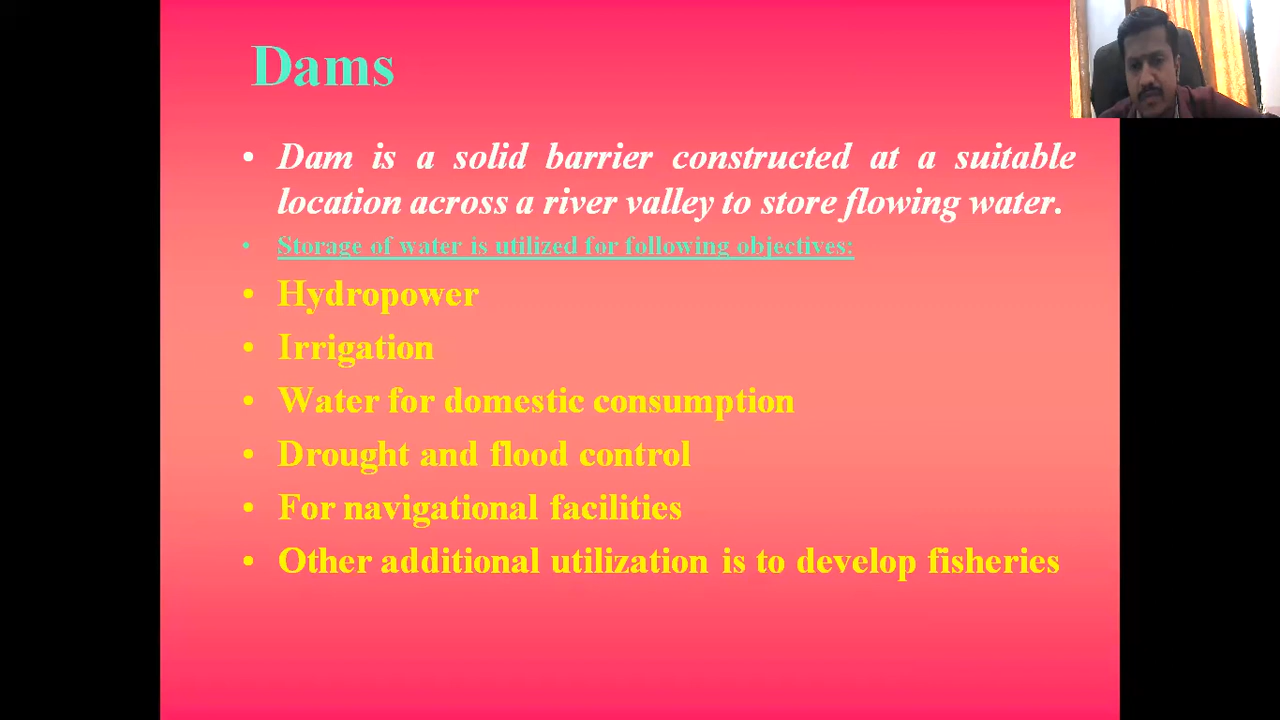 Dams
• Dam is a solid barrier constructed at a suitable
location across a river valley to store flowing water.
• Storage of water is utilized for following objectives:
• Hydropower
• Irrigation
• Water for domestic consumption
• Drought and flood control
• For navigational facilities
• Other additional utilization is to develop fisheries